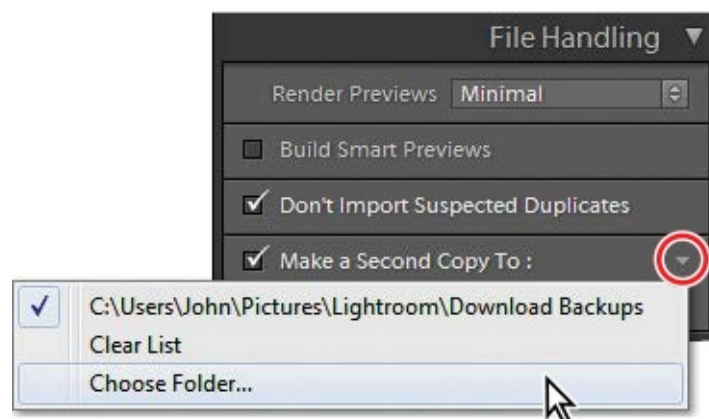 File Handling
Render Previews Minimal
Build Smart Previews
Don't Import Suspected Duplicates
Make a Second Copy To :
C:\Users\John\Pictures\Lightroom\Download Backups
Clear List
Choose Folder...